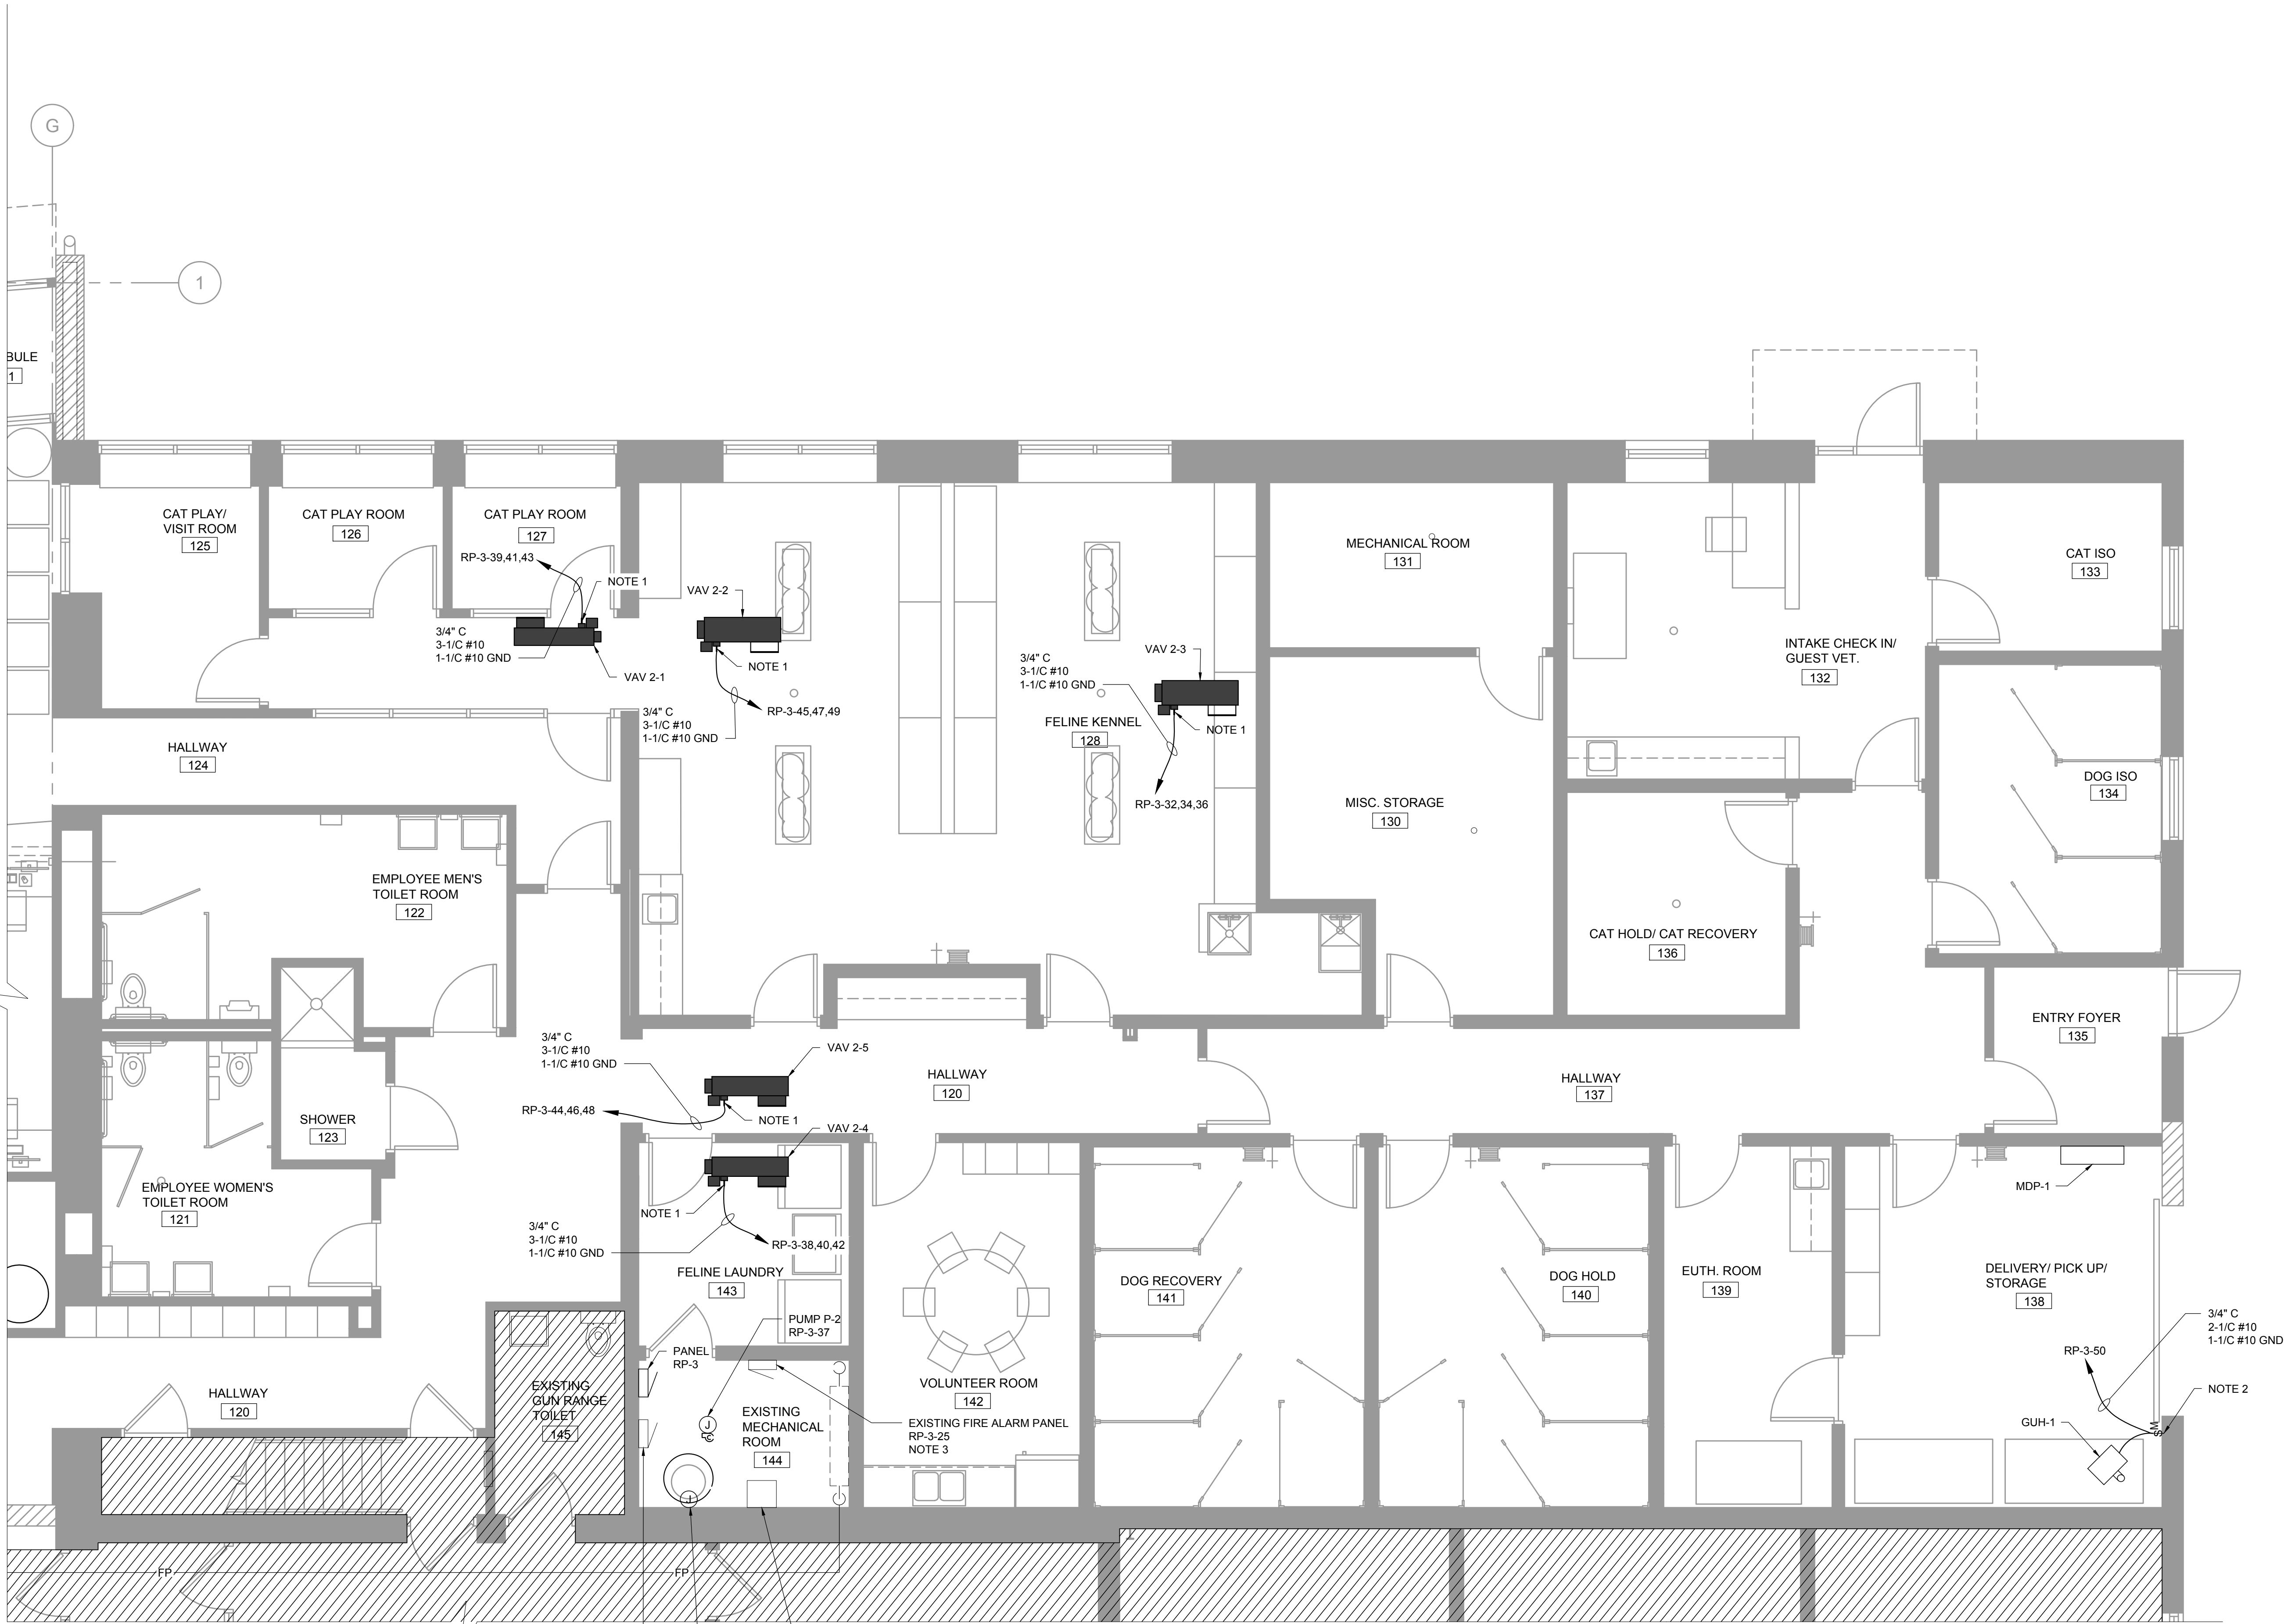 G
1
BULE
1
CAT PLAY/
VISIT ROOM
125
CAT PLAY ROOM
126
CAT PLAY ROOM
127
RP-3-39,41,43
NOTE 1
3/4" C
3-1/C #10
1-1/C #10 GND
VAV 2-1
VAV 2-2
NOTE 1
3/4" C
3-1/C #10
1-1/C #10 GND
RP-3-45,47,49
3/4" C
3-1/C #10
1-1/C #10 GND
VAV 2-3
FELINE KENNEL
128
NOTE 1
RP-3-32,34,36
MECHANICAL ROOM
131
MISC. STORAGE
130
INTAKE CHECK IN/
GUEST VET.
132
CAT ISO
133
DOG ISO
134
HALLWAY
124
EMPLOYEE MEN'S
TOILET ROOM
122
CAT HOLD/ CAT RECOVERY
136
ENTRY FOYER
135
3/4" C
3-1/C #10
1-1/C #10 GND
VAV 2-5
RP-3-44,46,48
NOTE 1
VAV 2-4
HALLWAY
120
HALLWAY
137
SHOWER
123
EMPLOYEE WOMEN'S
TOILET ROOM
121
NOTE 1
3/4" C
3-1/C #10
1-1/C #10 GND
RP-3-38,40,42
FELINE LAUNDRY
143
PUMP P-2
RP-3-37
PANEL
RP-3
DOG RECOVERY
141
DOG HOLD
140
EUTH. ROOM
139
MDP-1
DELIVERY/ PICK UP/
STORAGE
138
3/4" C
2-1/C #10
1-1/C #10 GND
RP-3-50
NOTE 2
GUH-1
S
M
HALLWAY
120
EXISTING
GUN RANGE
TOILET
145
J
EXISTING
MECHANICAL
ROOM
144
VOLUNTEER ROOM
142
EXISTING FIRE ALARM PANEL
RP-3-25
NOTE 3
J
FP
FP